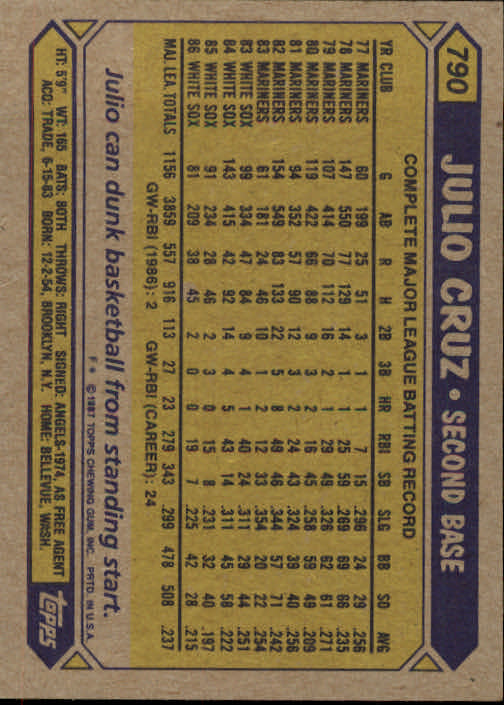 790
JULIO CRUZ • SECOND BASE
COMPLETE MAJOR LEAGUE BATTING RECORD
YR CLUB G AB R H 2B 3B HR RBI SB SLG BB SO AVG
77 MARINERS 60 199 25 51 3 1 1 7 15 .296 24 29 .256
78 MARINERS 147 550 77 129 14 1 1 25 59 .269 69 66 .235
79 MARINERS 107 414 70 112 16 2 1 29 49 .326 62 61 .271
80 MARINERS 119 422 66 88 9 3 2 16 45 .258 59 49 .209
81 MARINERS 94 352 57 90 12 3 2 24 43 .324 39 40 .256
82 MARINERS 154 549 83 133 22 5 8 49 46 .344 57 71 .242
83 MARINERS 61 181 24 46 10 1 2 12 33 .354 20 22 .254
83 WHITE SOX 99 334 47 84 9 4 1 40 24 .311 29 44 .251
84 WHITE SOX 143 415 42 92 14 4 5 43 14 .311 45 58 .222
85 WHITE SOX 91 234 28 46 2 3 0 15 8 .231 32 40 .197
86 WHITE SOX 81 209 38 45 2 0 0 19 7 .225 42 28 .215
MAJ. LEA. TOTALS 1156 3859 557 916 113 27 23 279 343 .299 478 508 .237
GW-RBI (1986): 2 GW-RBI (CAREER): 24
Julio can dunk basketball from standing start.
F* © 1987 TOPPS CHEWING GUM, INC. PRTD. IN U.S.A.
HT: 5'9" WT: 165 BATS: BOTH THROWS: RIGHT SIGNED: ANGELS-1974, AS FREE AGENT
ACQ: TRADE, 6-15-83 BORN: 12-2-54, BROOKLYN, N.Y. HOME: BELLEVUE, WASH.
TOPPS